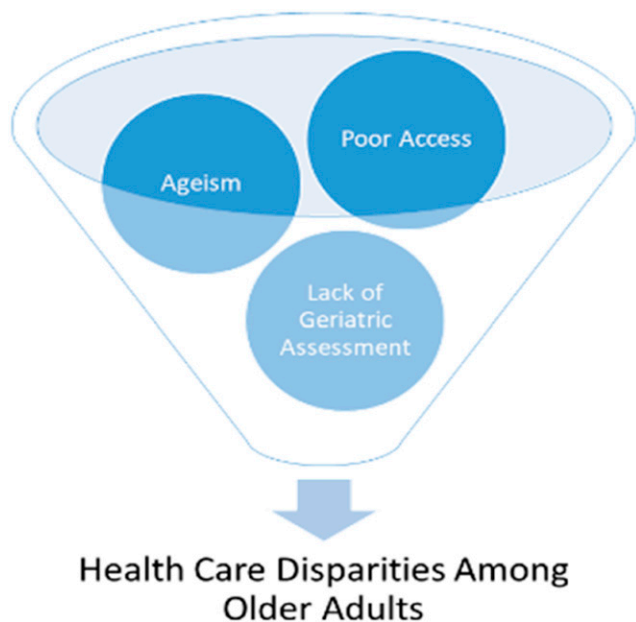 Poor Access
Ageism
Lack of
Geriatric
Assessment
Health Care Disparities Among
Older Adults